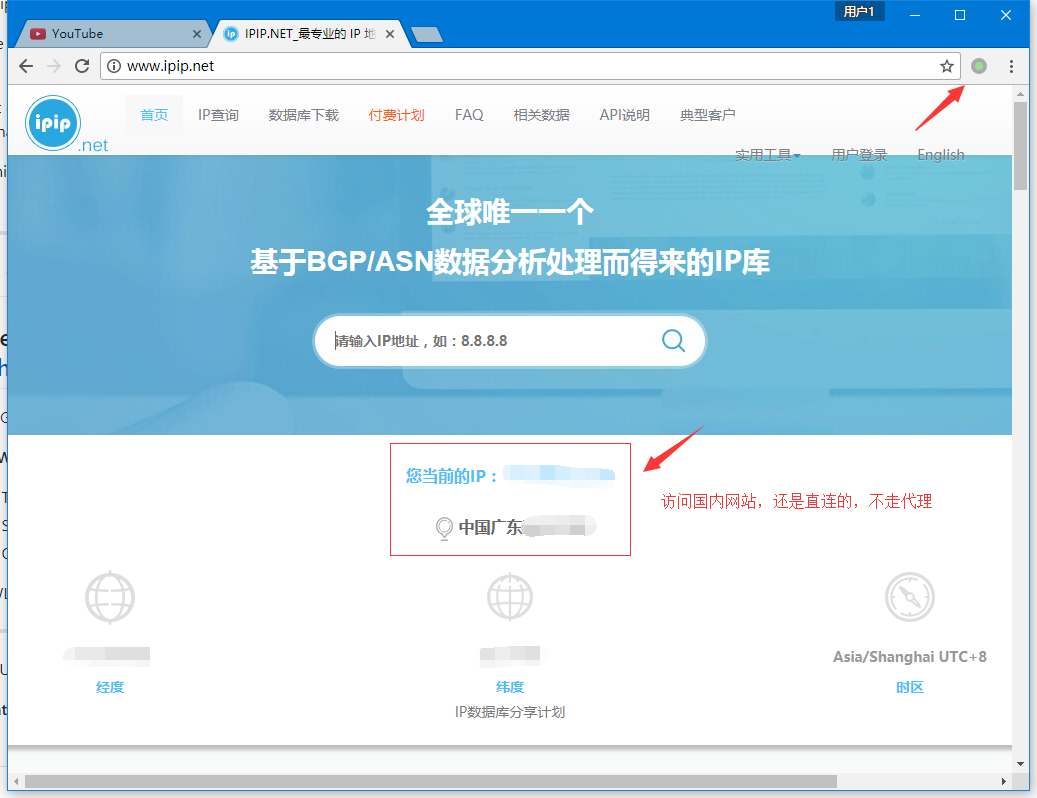 用户1
YouTube
IPIP.NET_最专业的 IP 地
www.ipip.net
ipip
.net
首页 IP查询 数据库下载 付费计划 FAQ 相关数据 API说明 典型客户
实用工具 用户登录 English
全球唯一一个
基于BGP/ASN数据分析处理而得来的IP库
请输入IP地址，如：8.8.8.8
您当前的IP：
中国广东
访问国内网站，还是直连的，不走代理
Asia/Shanghai UTC+8
经度 纬度 时区
IP数据库分享计划